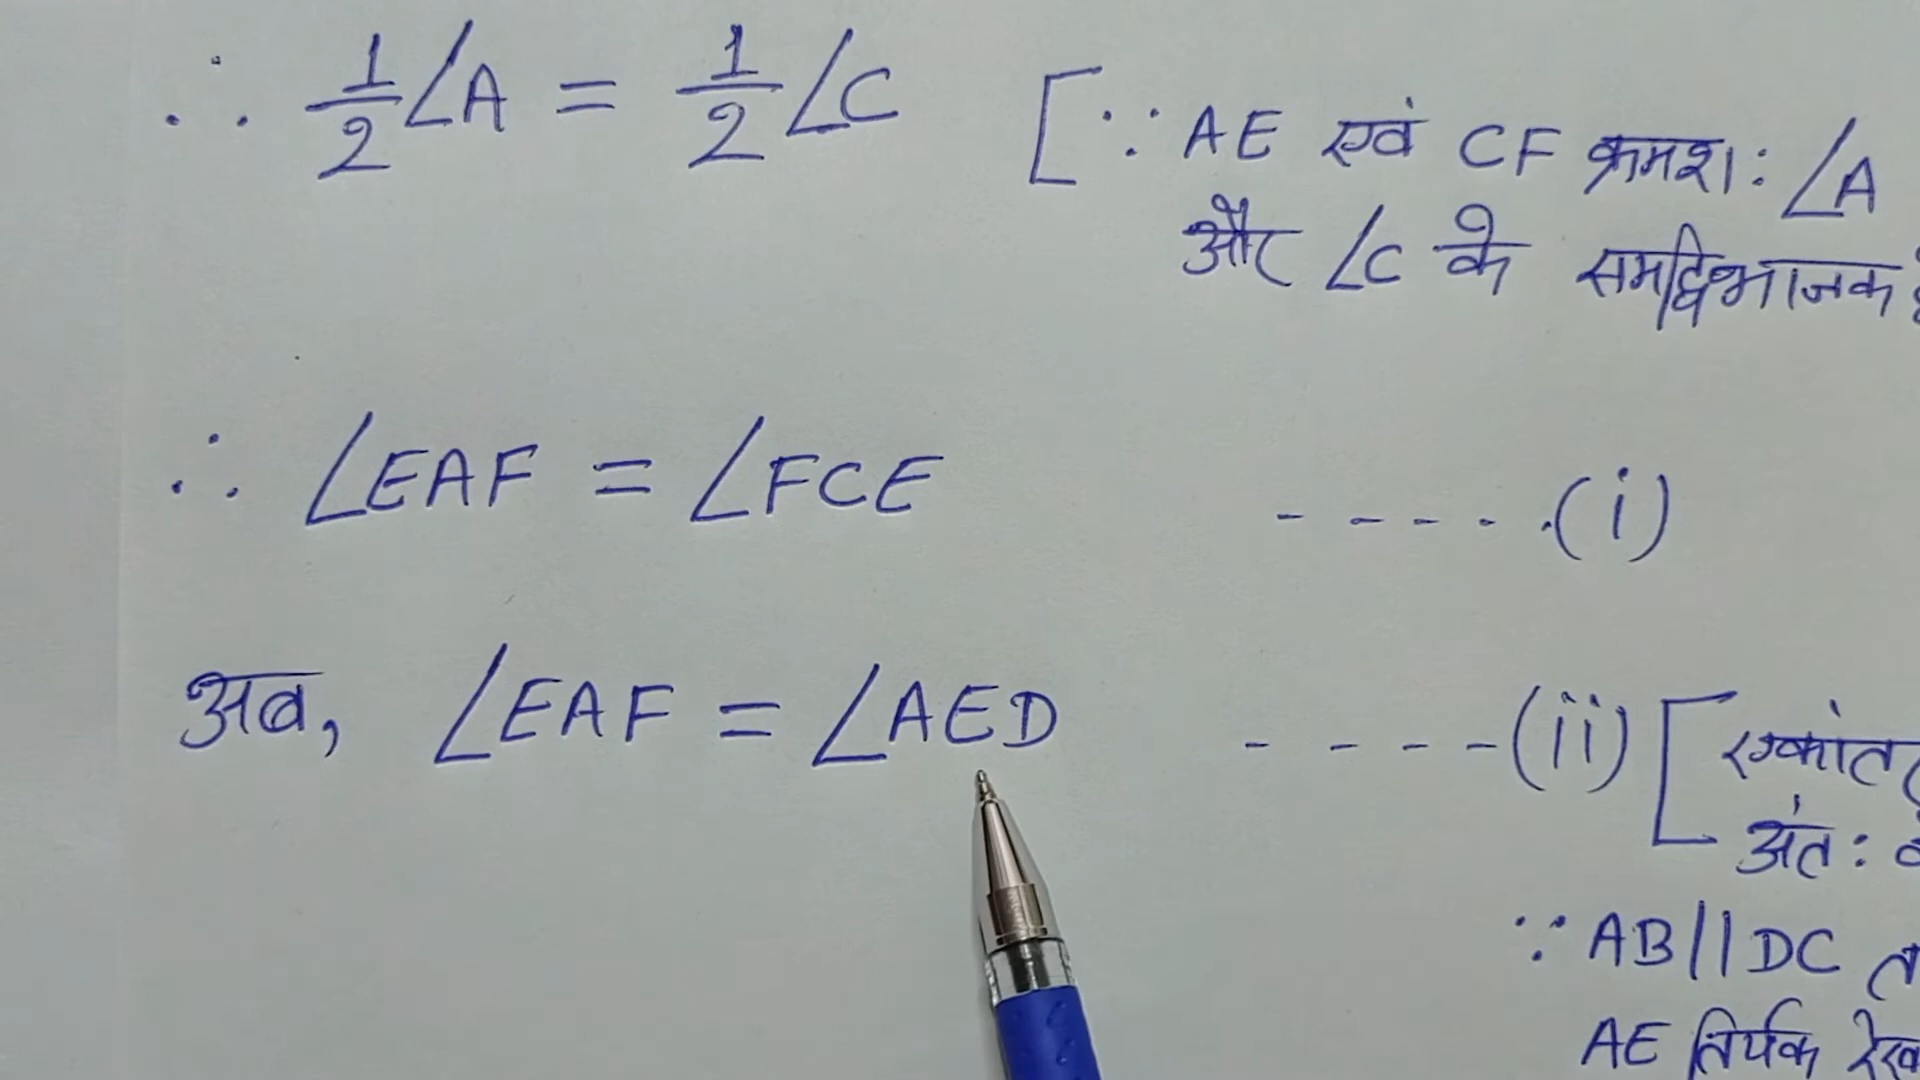 ∴ 1/2 ∠A = 1/2 ∠C [∵ AE एवं CF क्रमश: ∠A
और ∠C के समद्विभाजक
∴ ∠EAF = ∠FCE -----(i)
अब, ∠EAF = ∠AED ----(ii) [एकांत
अंत:
∵ AB||DC
AE तिर्यक